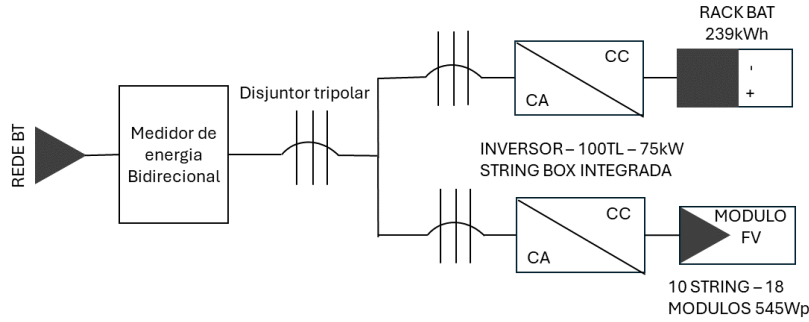 RACK BAT
239kWh
CC
CA
-
+
Disjuntor tripolar
REDE BT
Medidor de
energia
Bidirecional
INVERSOR – 100TL – 75kW
STRING BOX INTEGRADA
CC
CA
MODULO
FV
10 STRING – 18
MODULOS 545Wp